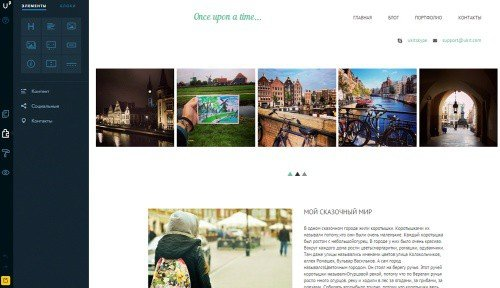 ЭЛЕМЕНТЫ БЛОКИ
Once upon a time...
ГЛАВНАЯ БЛОГ ПОРТФОЛИО КОНТАКТЫ
support@ukit.com
Контент
Социальные
Контакты
МОЙ СКАЗОЧНЫЙ МИР
В одном сказочном городе жили коротышки. Коротышками их
называли потому, что они были очень маленькие. Каждый коротышка
был ростом с небольшой огурец. В городе у них было очень красиво.
Вокруг каждого дома росли цветы: маргаритки, ромашки, одуванчики.
Там даже улицы назывались именами цветов: улица Колокольчиков,
аллея Ромашек, бульвар Васильков. А сам город
назывался Цветочным городом. Он стоял на берегу ручья. Этот ручей
коротышки называли Огурцовой рекой, потому что по берегам ручья
росло много огурцов.